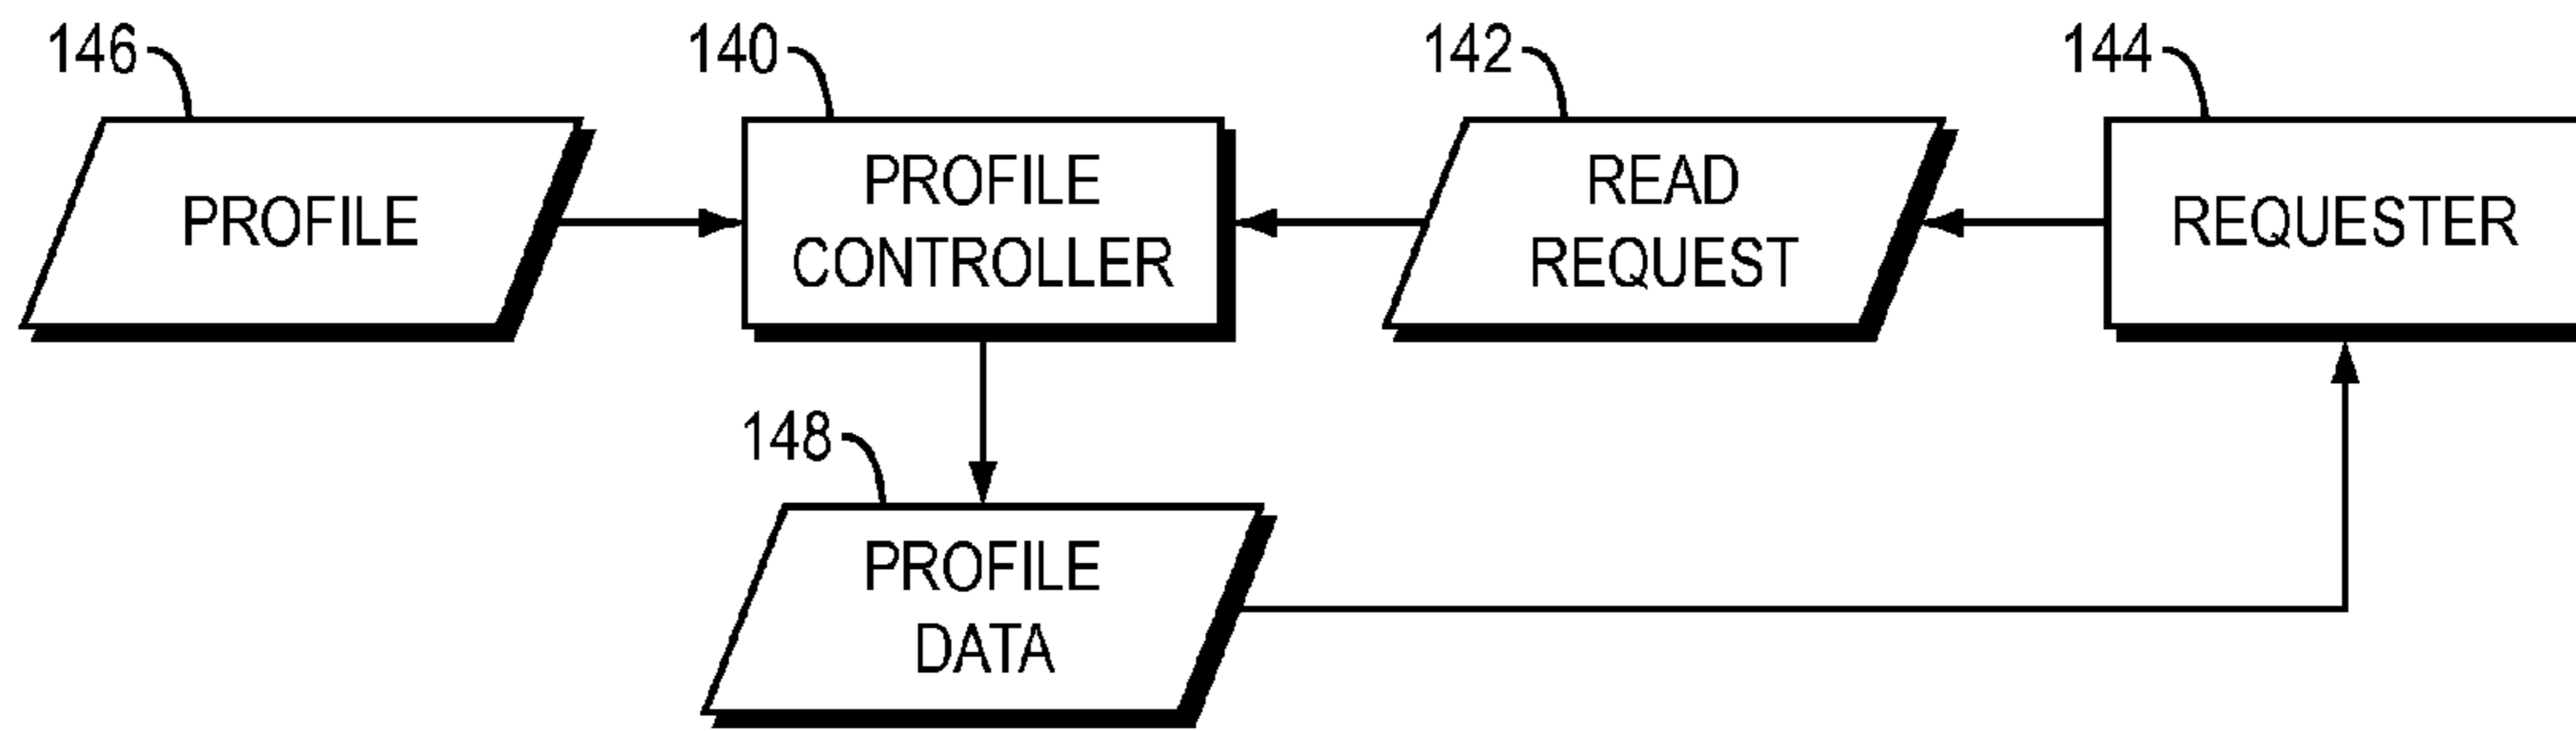 146
140
142
144
PROFILE
PROFILE
CONTROLLER
READ
REQUEST
REQUESTER
148
PROFILE
DATA